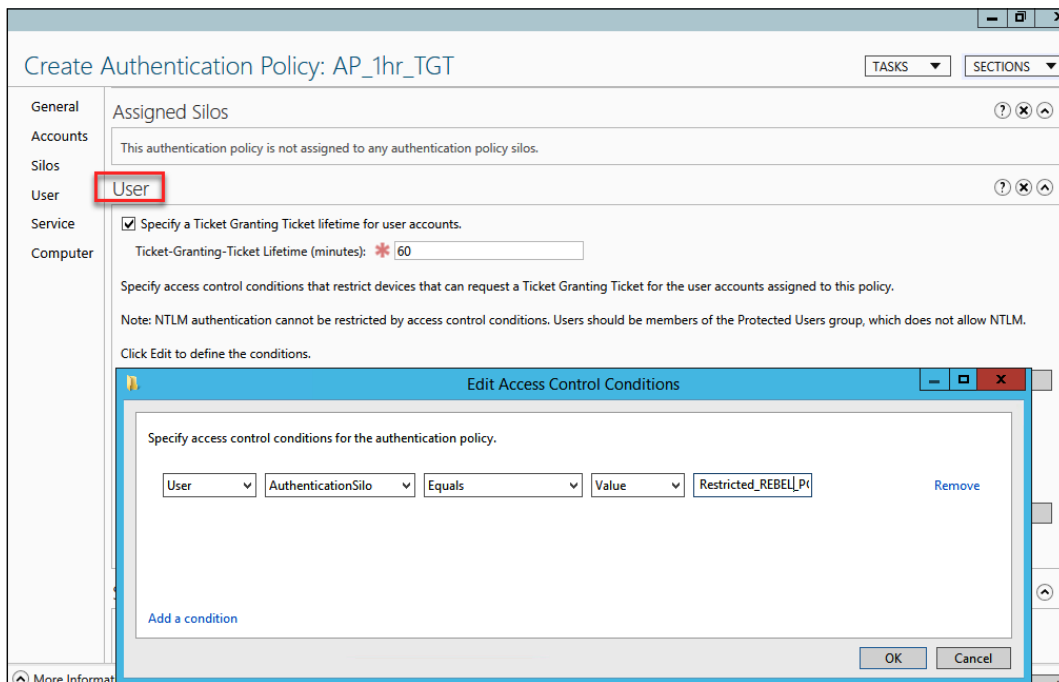 Create Authentication Policy: AP_1hr_TGT
TASKS
SECTIONS
General
Accounts
Silos
User
Service
Computer
Assigned Silos
This authentication policy is not assigned to any authentication policy silos.
User
Specify a Ticket Granting Ticket lifetime for user accounts.
Ticket-Granting-Ticket Lifetime (minutes): * 60
Specify access control conditions that restrict devices that can request a Ticket Granting Ticket for the user accounts assigned to this policy.
Note: NTLM authentication cannot be restricted by access control conditions. Users should be members of the Protected Users group, which does not allow NTLM.
Click Edit to define the conditions.
Edit Access Control Conditions
Specify access control conditions for the authentication policy.
User AuthenticationSilo Equals Value Restricted_REBEL_P Remove
Add a condition
OK Cancel
More Informat